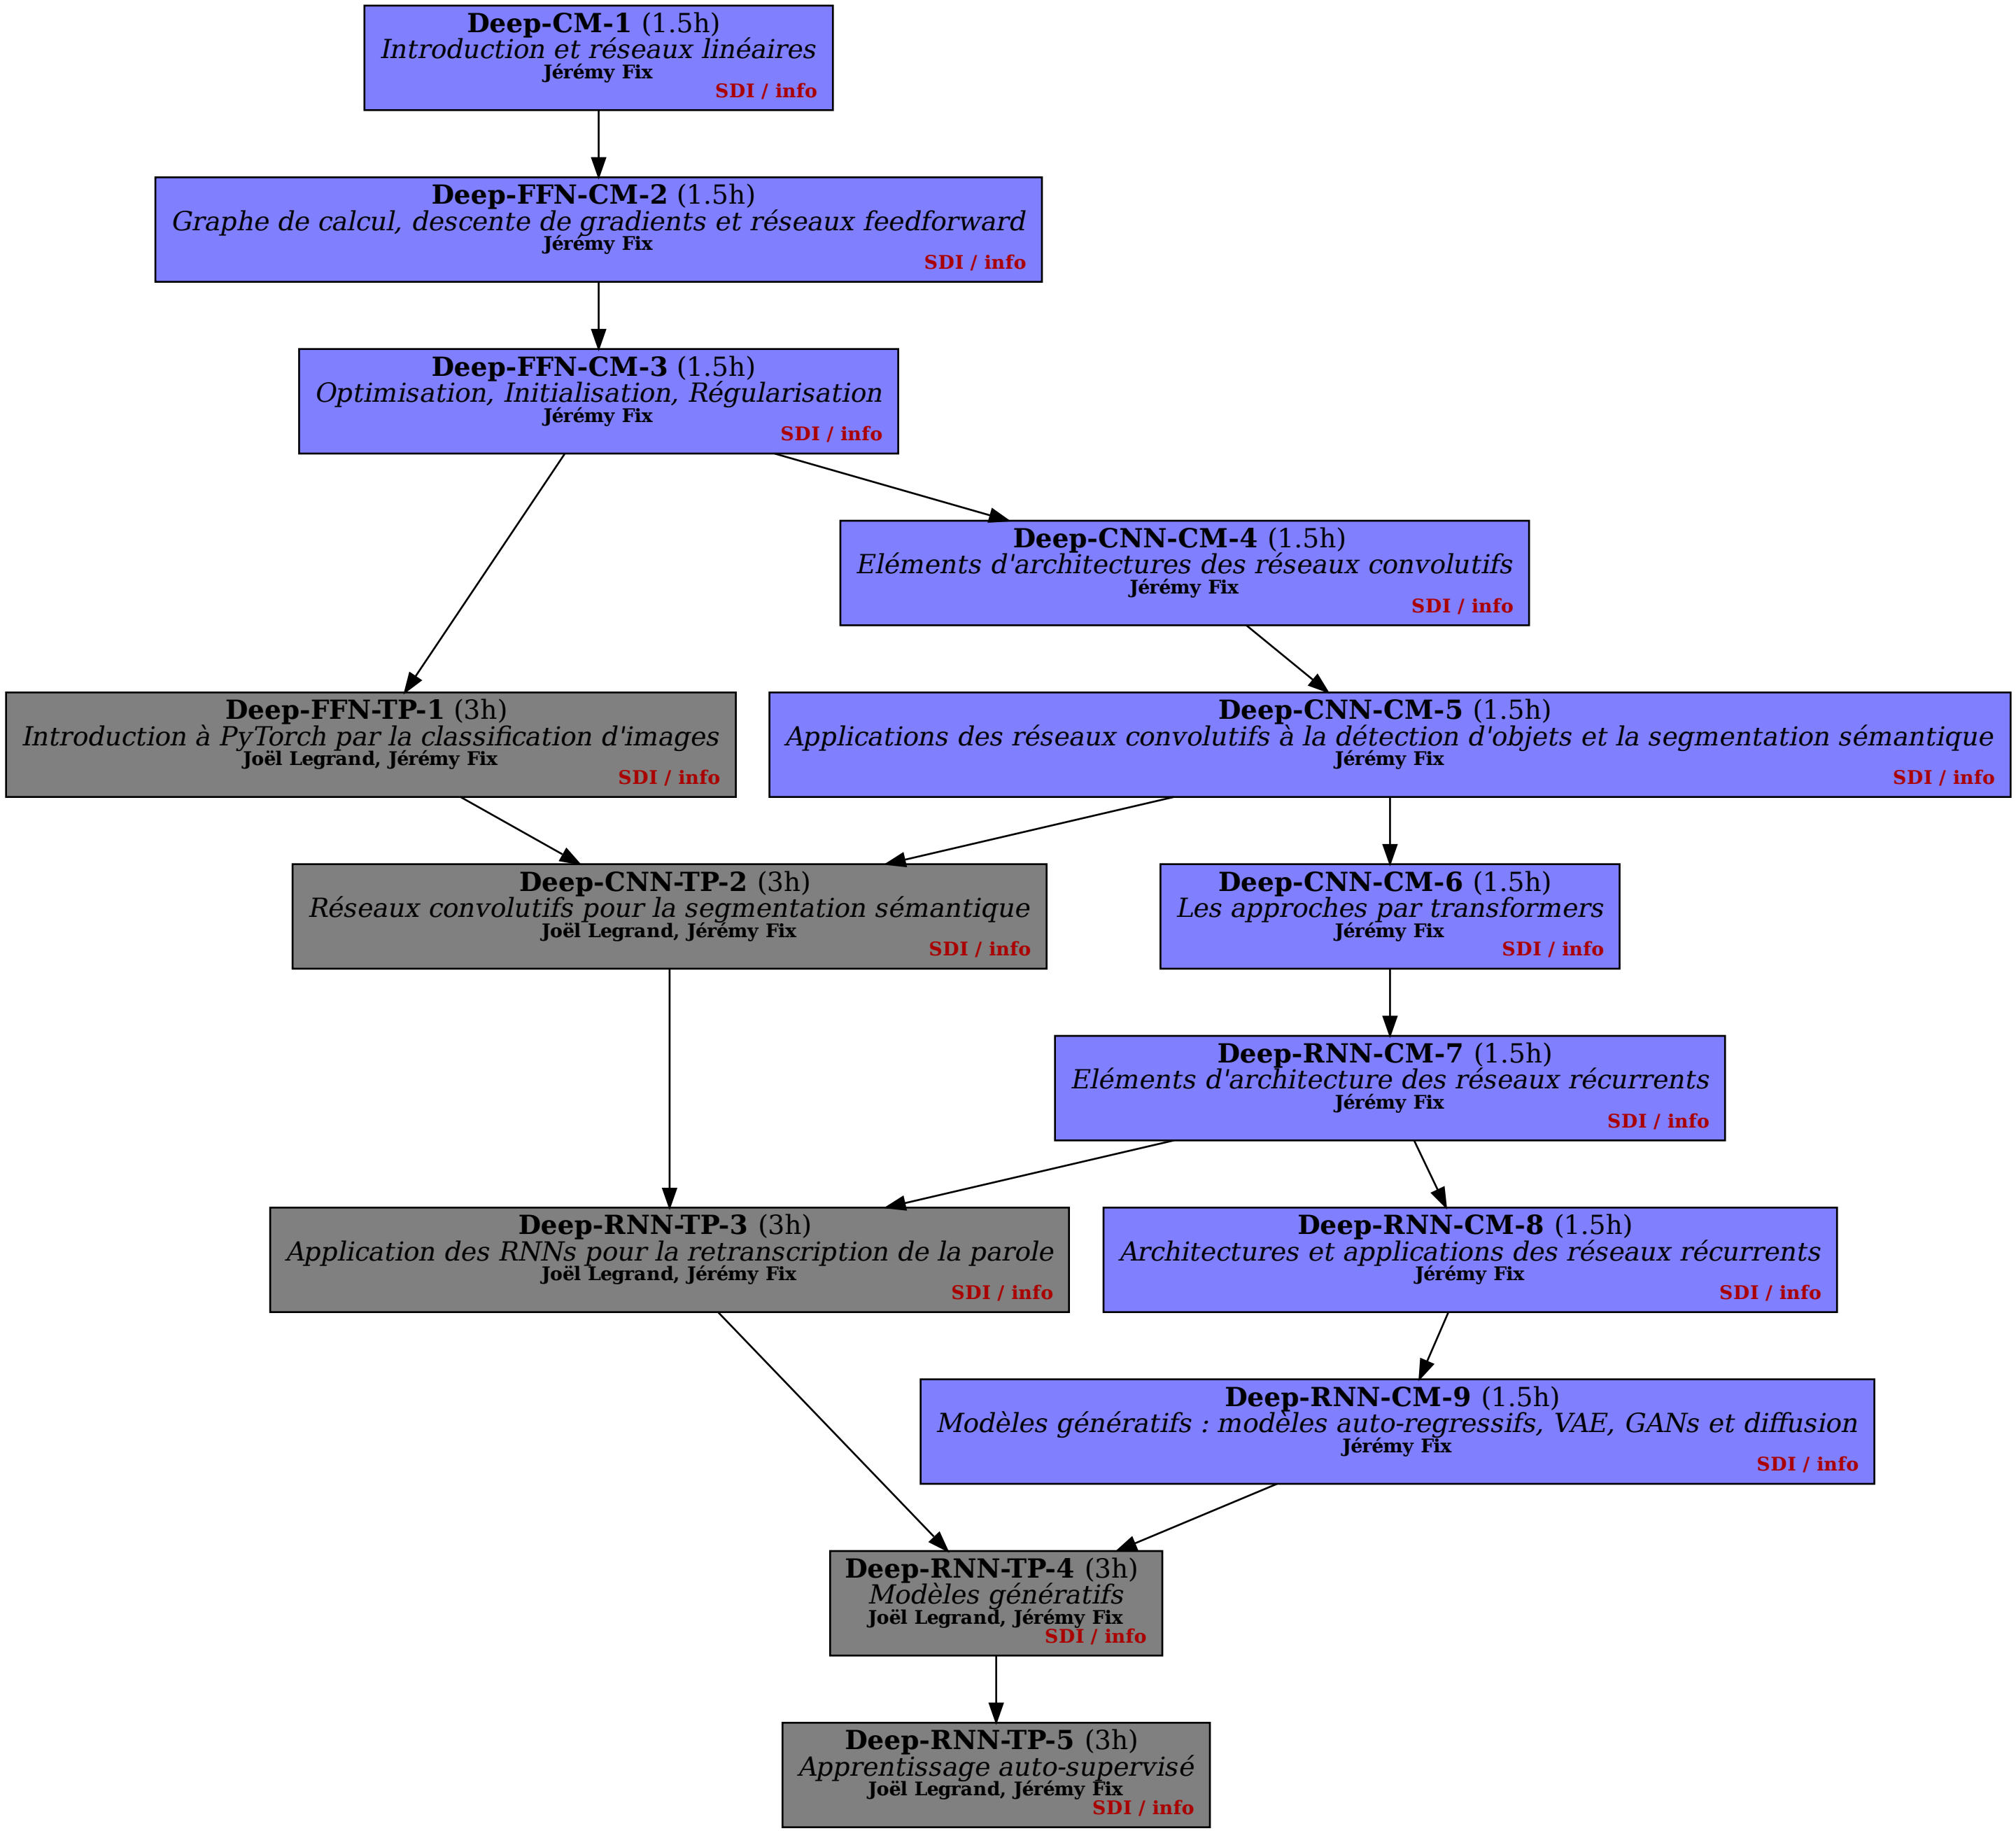 Deep-CM-1 (1.5h)
Introduction et réseaux linéaires
Jérémy Fix
SDI / info
Deep-FFN-CM-2 (1.5h)
Graphe de calcul, descente de gradients et réseaux feedforward
Jérémy Fix
SDI / info
Deep-FFN-CM-3 (1.5h)
Optimisation, Initialisation, Régularisation
Jérémy Fix
SDI / info
Deep-CNN-CM-4 (1.5h)
Eléments d'architectures des réseaux convolutifs
Jérémy Fix
SDI / info
Deep-FFN-TP-1 (3h)
Introduction à PyTorch par la classification d'images
Joël Legrand, Jérémy Fix
SDI / info
Deep-CNN-CM-5 (1.5h)
Applications des réseaux convolutifs à la détection d'objets et la segmentation sémantique
Jérémy Fix
SDI / info
Deep-CNN-TP-2 (3h)
Réseaux convolutifs pour la segmentation sémantique
Joël Legrand, Jérémy Fix
SDI / info
Deep-CNN-CM-6 (1.5h)
Les approches par transformers
Jérémy Fix
SDI / info
Deep-RNN-CM-7 (1.5h)
Eléments d'architecture des réseaux récurrents
Jérémy Fix
SDI / info
Deep-RNN-TP-3 (3h)
Application des RNNs pour la retranscription de la parole
Joël Legrand, Jérémy Fix
SDI / info
Deep-RNN-CM-8 (1.5h)
Architectures et applications des réseaux récurrents
Jérémy Fix
SDI / info
Deep-RNN-CM-9 (1.5h)
Modèles génératifs : modèles auto-regressifs, VAE, GANs et diffusion
Jérémy Fix
SDI / info
Deep-RNN-TP-4 (3h)
Modèles génératifs
Joël Legrand, Jérémy Fix
SDI / info
Deep-RNN-TP-5 (3h)
Apprentissage auto-supervisé
Joël Legrand, Jérémy Fix
SDI / info